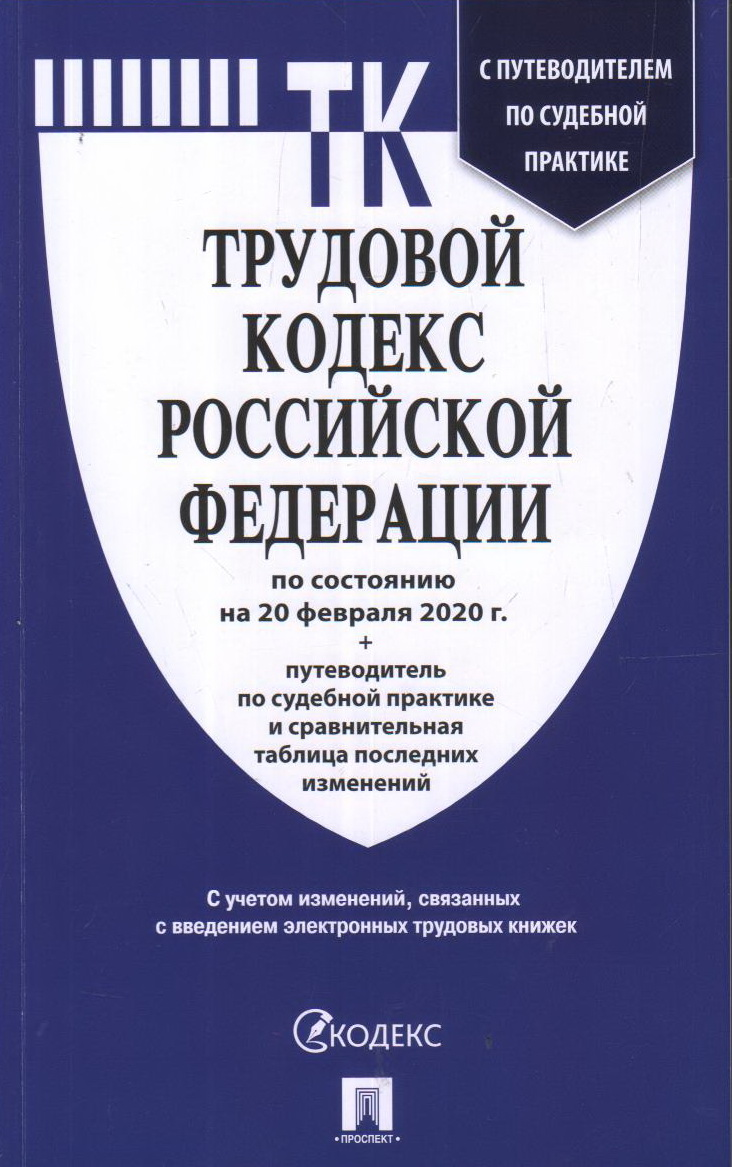 ТК
С ПУТЕВОДИТЕЛЕМ
ПО СУДЕБНОЙ
ПРАКТИКЕ
ТРУДОВОЙ
КОДЕКС
РОССИЙСКОЙ
ФЕДЕРАЦИИ
по состоянию
на 20 февраля 2020 г.
+
путеводитель
по судебной практике
и сравнительная
таблица последних
изменений
С учетом изменений, связанных
с введением электронных трудовых книжек
КОДЕКС
• ПРОСПЕКТ •